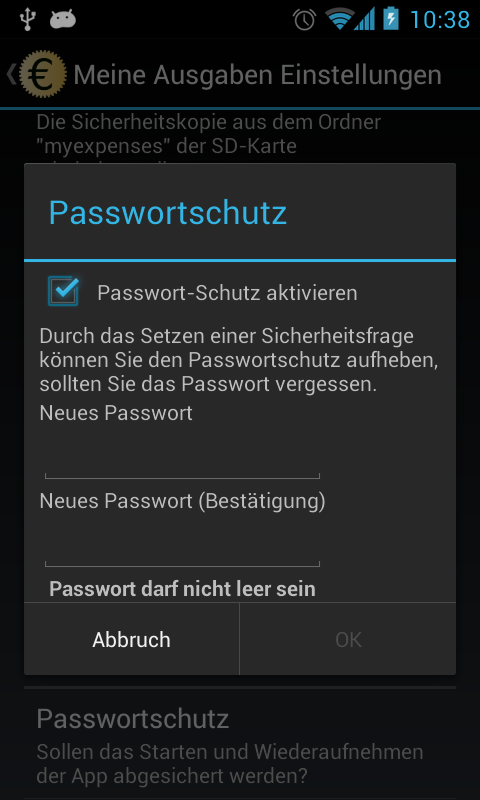 10:38
€ Meine Ausgaben Einstellungen
Die Sicherheitskopie aus dem Ordner
"myexpenses" der SD-Karte
Passwortschutz
Passwort-Schutz aktivieren
Durch das Setzen einer Sicherheitsfrage
können Sie den Passwortschutz aufheben,
sollten Sie das Passwort vergessen.
Neues Passwort
Neues Passwort (Bestätigung)
Passwort darf nicht leer sein
Abbruch
OK
Passwortschutz
Sollen das Starten und Wiederaufnehmen
der App abgesichert werden?